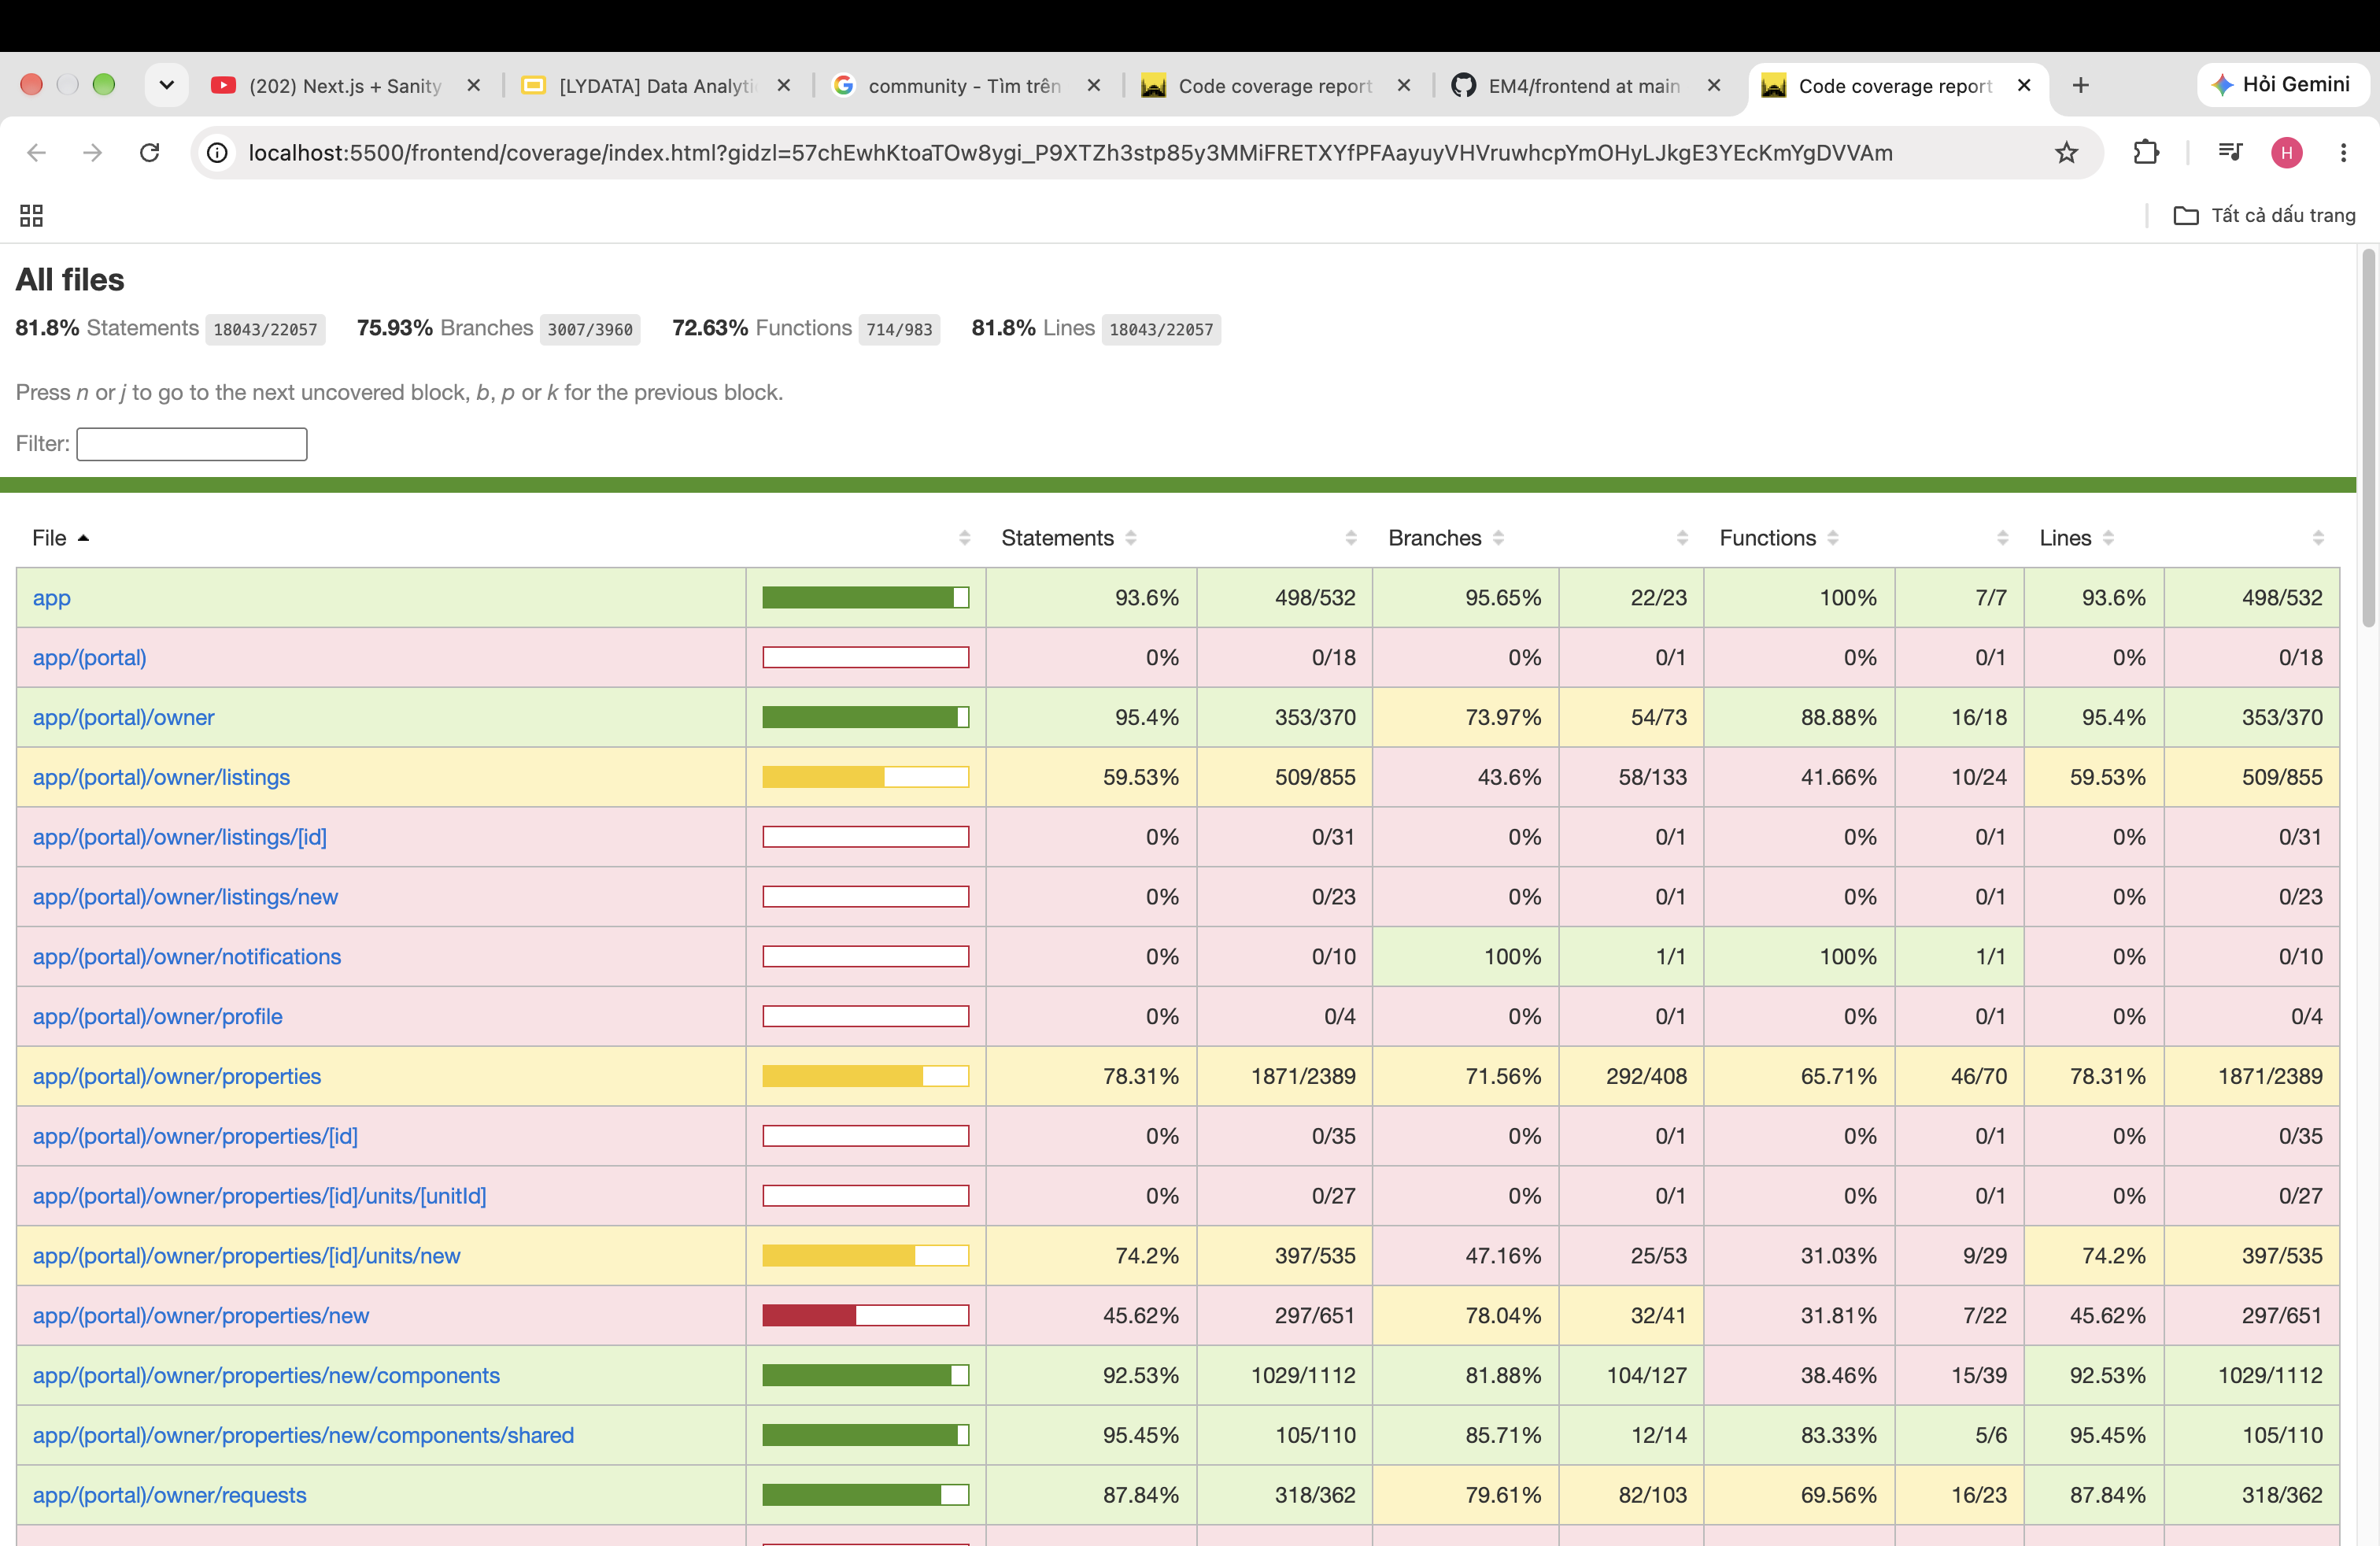 (202) Next.js + Sanity
[LYDATA] Data Analyti
community - Tìm trên
Code coverage report
EM4/frontend at main
Code coverage report
Hỏi Gemini
localhost:5500/frontend/coverage/index.html?gidzl=57chEwhKtoaTOw8ygi_P9XTZh3stp85y3MMiFRETXYfPFAayuyVHVruwhcpYmOHyLJkgE3YEcKmYgDVVAm
H
Tất cả dấu trang
All files
81.8% Statements 18043/22057 75.93% Branches 3007/3960 72.63% Functions 714/983 81.8% Lines 18043/22057
Press n or j to go to the next uncovered block, b, p or k for the previous block.
Filter:
File Statements Branches Functions Lines
app 93.6% 498/532 95.65% 22/23 100% 7/7 93.6% 498/532
app/(portal) 0% 0/18 0% 0/1 0% 0/1 0% 0/18
app/(portal)/owner 95.4% 353/370 73.97% 54/73 88.88% 16/18 95.4% 353/370
app/(portal)/owner/listings 59.53% 509/855 43.6% 58/133 41.66% 10/24 59.53% 509/855
app/(portal)/owner/listings/[id] 0% 0/31 0% 0/1 0% 0/1 0% 0/31
app/(portal)/owner/listings/new 0% 0/23 0% 0/1 0% 0/1 0% 0/23
app/(portal)/owner/notifications 0% 0/10 100% 1/1 100% 1/1 0% 0/10
app/(portal)/owner/profile 0% 0/4 0% 0/1 0% 0/1 0% 0/4
app/(portal)/owner/properties 78.31% 1871/2389 71.56% 292/408 65.71% 46/70 78.31% 1871/2389
app/(portal)/owner/properties/[id] 0% 0/35 0% 0/1 0% 0/1 0% 0/35
app/(portal)/owner/properties/[id]/units/[unitId] 0% 0/27 0% 0/1 0% 0/1 0% 0/27
app/(portal)/owner/properties/[id]/units/new 74.2% 397/535 47.16% 25/53 31.03% 9/29 74.2% 397/535
app/(portal)/owner/properties/new 45.62% 297/651 78.04% 32/41 31.81% 7/22 45.62% 297/651
app/(portal)/owner/properties/new/components 92.53% 1029/1112 81.88% 104/127 38.46% 15/39 92.53% 1029/1112
app/(portal)/owner/properties/new/components/shared 95.45% 105/110 85.71% 12/14 83.33% 5/6 95.45% 105/110
app/(portal)/owner/requests 87.84% 318/362 79.61% 82/103 69.56% 16/23 87.84% 318/362